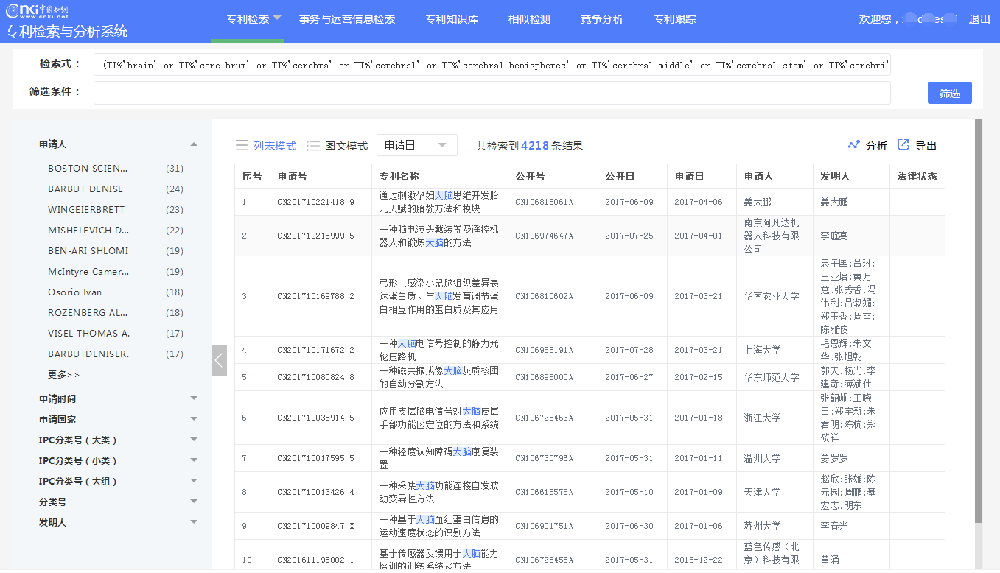 cnki中国知网
www.cnki.net
专利检索与分析系统
专利检索 事务与运营信息检索 专利知识库 相似检测 竞争分析 专利跟踪 欢迎您， 退出
检索式： (TI%'brain' or TI%'cere brum' or TI%'cerebra' or TI%'cerebral' or TI%'cerebral hemispheres' or TI%'cerebral middle' or TI%'cerebral stem' or TI%'cerebri'
筛选条件： 筛选
申请人
BOSTON SCIEN... (31)
BARBUT DENISE (24)
WINGEIERBRETT (23)
MISHELEVICH D... (22)
BEN-ARI SHLOMI (19)
McIntyre Camer... (19)
Osorio Ivan (18)
ROZENBERG AL... (18)
VISEL THOMAS A. (17)
BARBUTDENISER. (17)
更多>>
申请时间
申请国家
IPC分类号（大类）
IPC分类号（小类）
IPC分类号（大组）
分类号
发明人
列表模式 图文模式 申请日 共检索到 4218 条结果 分析 导出
序号 申请号 专利名称 公开号 公开日 申请日 申请人 发明人 法律状态
1 CN201710221418.9 通过刺激孕妇大脑思维开发胎
儿天赋的胎教方法和模块 CN106816061A 2017-06-09 2017-04-06 姜大鹏 姜大鹏
2 CN201710215999.5 一种脑电波头戴装置及遥控机
器人和锻炼大脑的方法 CN106974647A 2017-07-25 2017-04-01 南京阿凡达机
器人科技有限
公司 李庭亮
3 CN201710169788.2 弓形虫感染小鼠脑组织差异表
达蛋白质、与大脑发育调节蛋
白相互作用的蛋白质及其应用 CN106810602A 2017-06-09 2017-03-21 华南农业大学 袁子国;吕琳;
王亚培;黄万
意;张秀香;冯
伟利;吕淑媚;
郑玉香;周雪;
陈雅俊
4 CN201710171672.2 一种大脑电信号控制的静力光
轮压路机 CN106988191A 2017-07-28 2017-03-21 上海大学 毛恩辉;朱文
华;张旭乾
5 CN201710080824.8 一种磁共振成像大脑灰质核团
的自动分割方法 CN106898000A 2017-06-27 2017-02-15 华东师范大学 郭天;杨光;李
建奇;薄斌仕
6 CN201710035914.5 应用皮层脑电信号对大脑皮层
手部功能区定位的方法和系统 CN106725463A 2017-05-31 2017-01-18 浙江大学 张韶岷;王晓
田;郑宇新;朱
君明;陈杭;郑
筱祥
7 CN201710017595.5 一种轻度认知障碍大脑康复装
置 CN106730796A 2017-05-31 2017-01-11 温州大学 姜罗罗
8 CN201710013426.4 一种采集大脑功能连接自发波
动变异性方法 CN106618575A 2017-05-10 2017-01-09 天津大学 赵欣;张雄;陈
元园;周鹏;綦
宏志;明东
9 CN201710009847.X 一种基于大脑血红蛋白信息的
运动速度状态的识别方法 CN106901751A 2017-06-30 2017-01-06 苏州大学 李春光
10 CN201611198002.1 基于传感器反馈用于大脑能力
培训的训练系统及方法 CN106725455A 2017-05-31 2016-12-22 蓝色传感（北
京）科技有限 黄涌